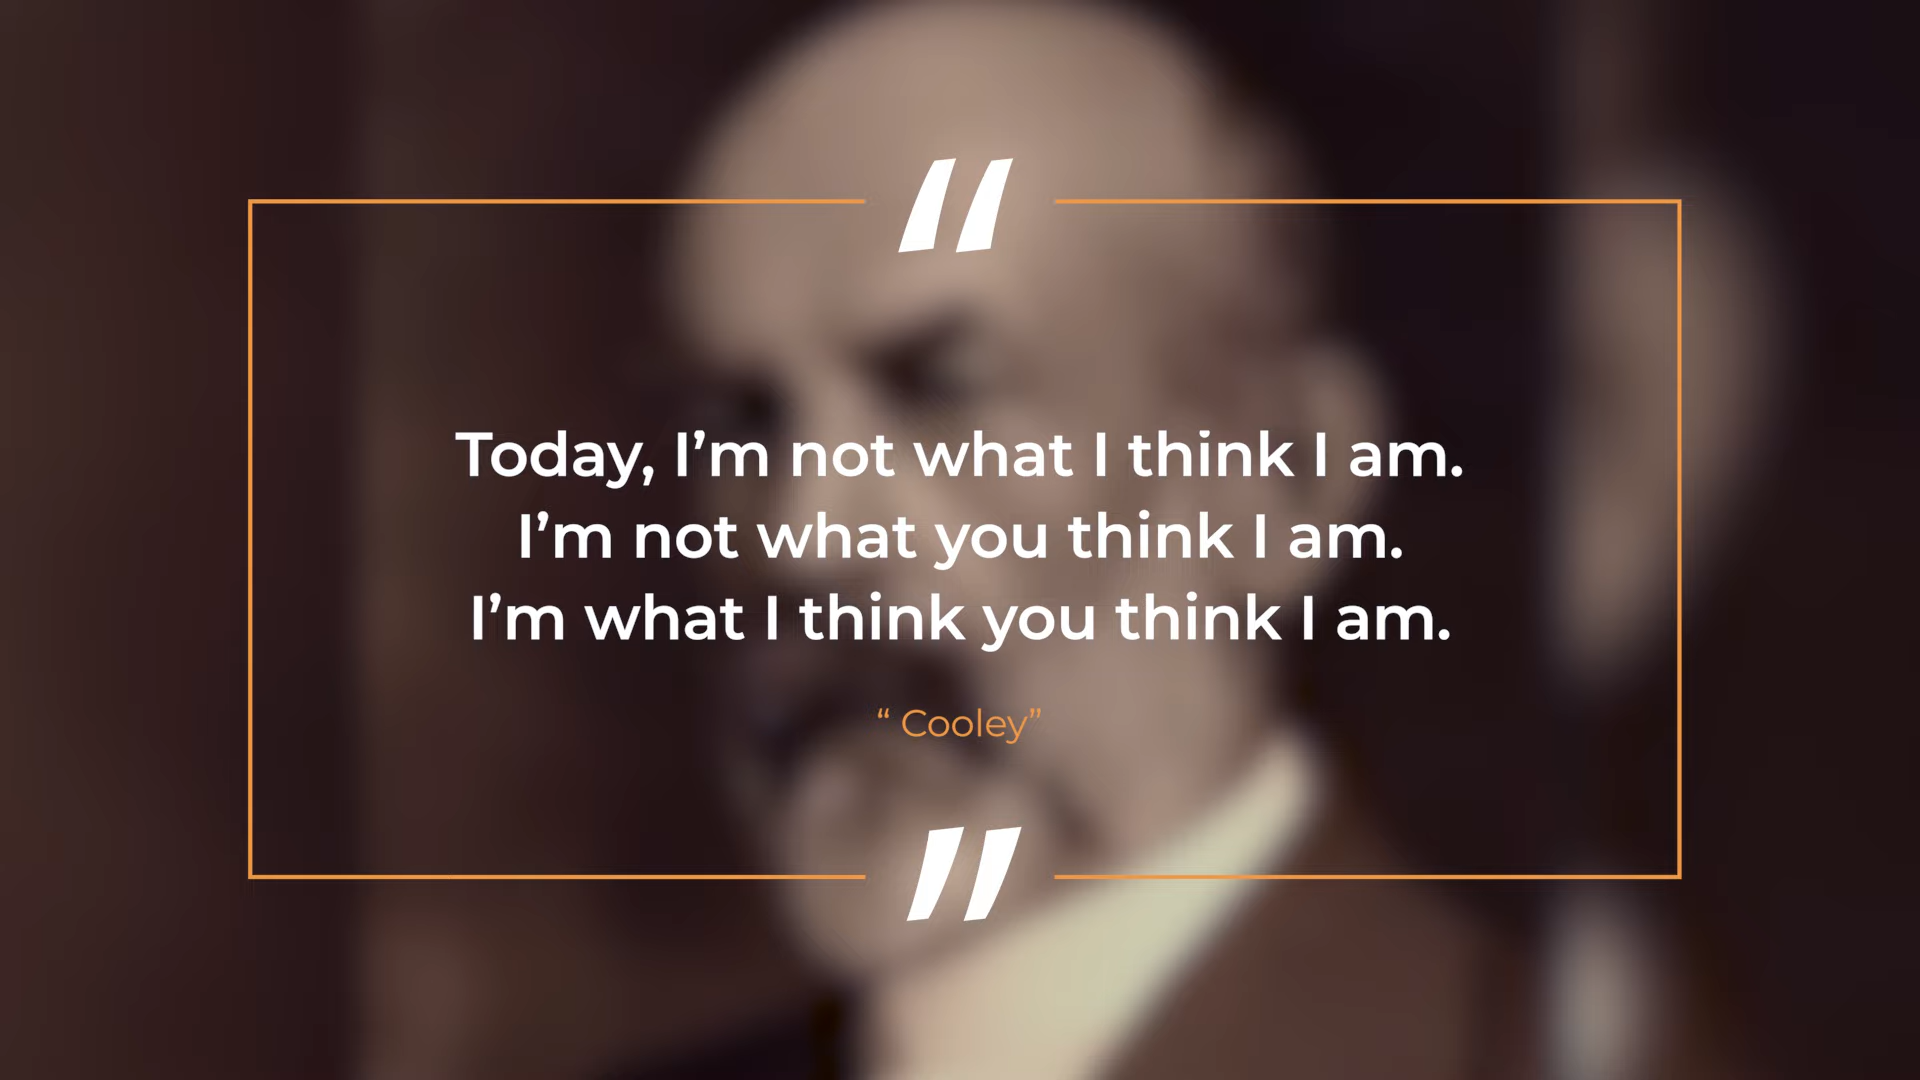 “
Today, I’m not what I think I am.
I’m not what you think I am.
I’m what I think you think I am.
“ Cooley”
”